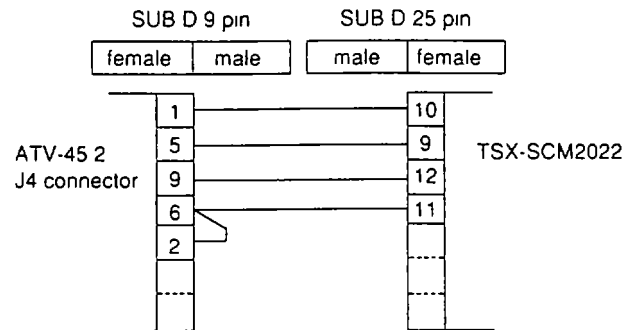 SUB D 9 pin SUB D 25 pin
female male male female
1 10
5 9
ATV-45 2 TSX-SCM2022
J4 connector 9 12
6 11
2